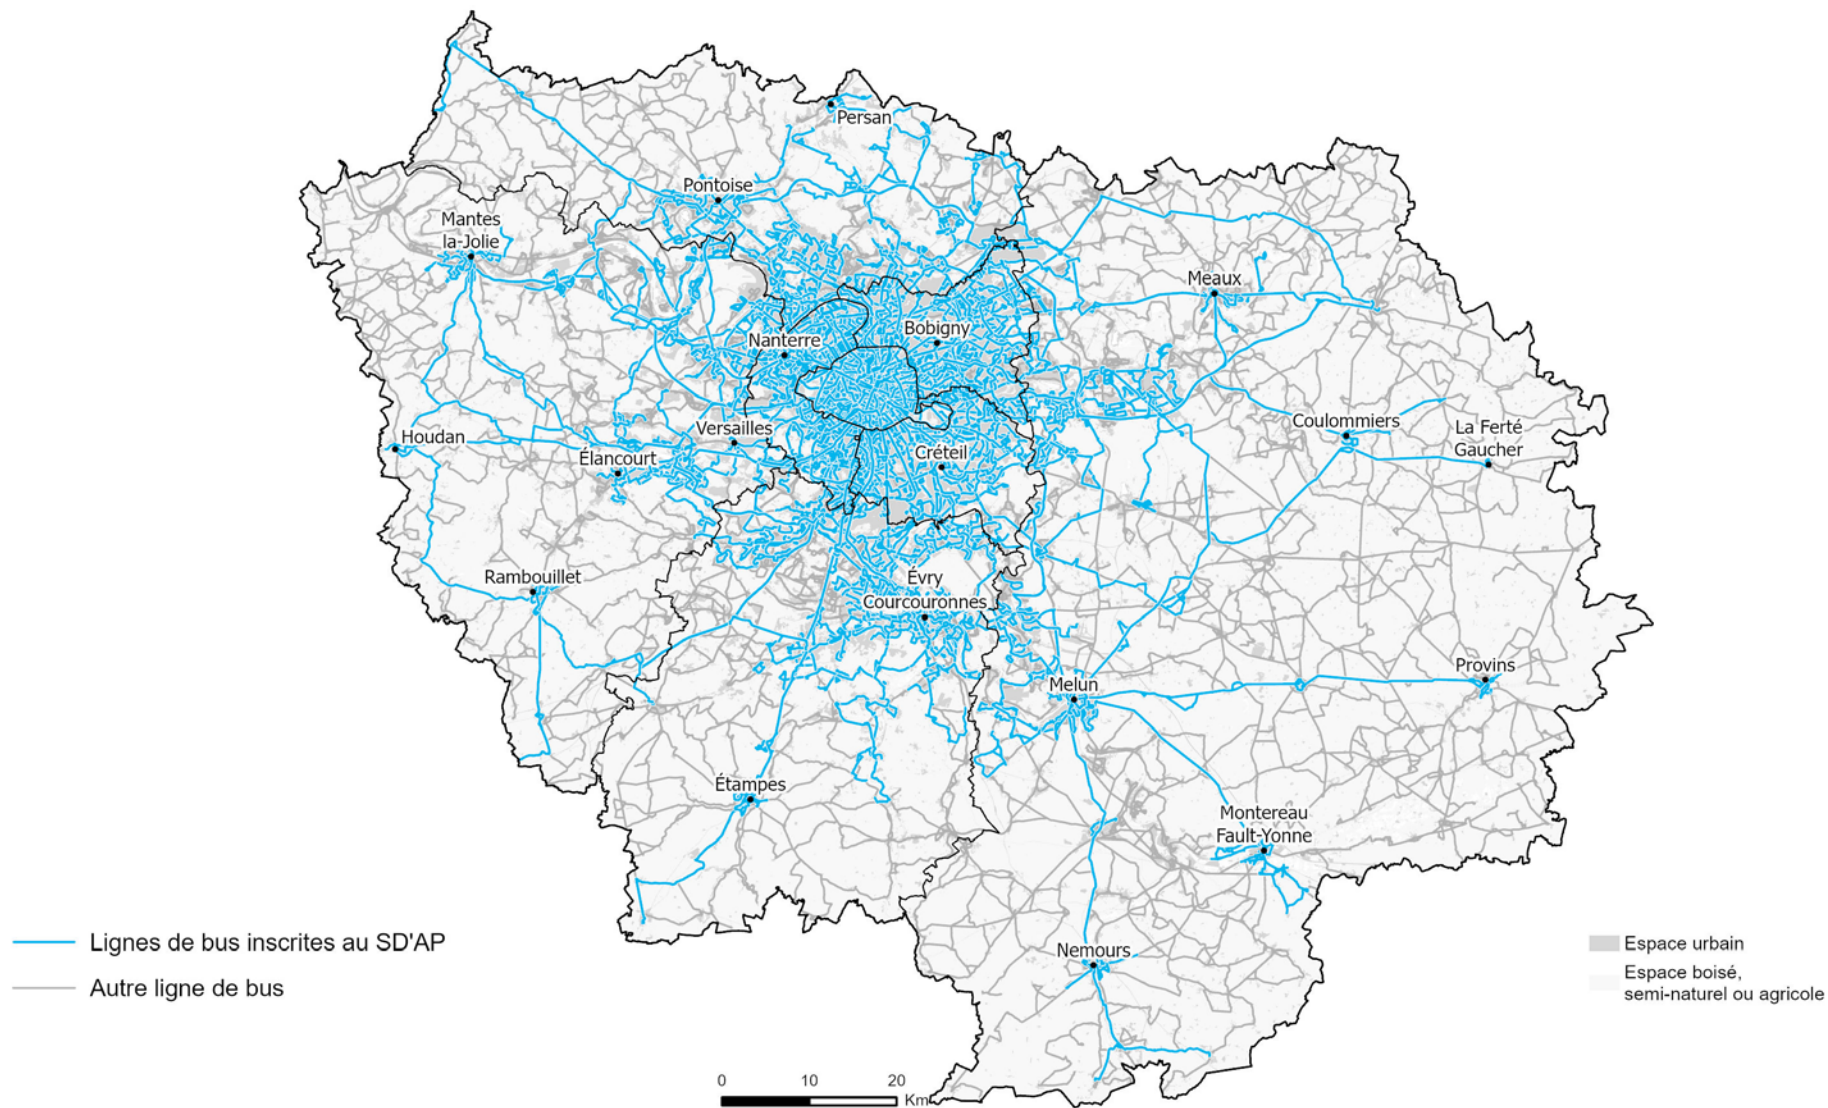 Persan
Pontoise
Mantes
la-Jolie
Meaux
Nanterre
Bobigny
Houdan
Versailles
Élancourt
Créteil
Coulommiers
La Ferté
Gaucher
Rambouillet
Évry
Courcouronnes
Melun
Provins
Étampes
Montereau
Fault-Yonne
Nemours
Lignes de bus inscrites au SD'AP
Autre ligne de bus
Espace urbain
Espace boisé,
semi-naturel ou agricole
0 10 20
Km